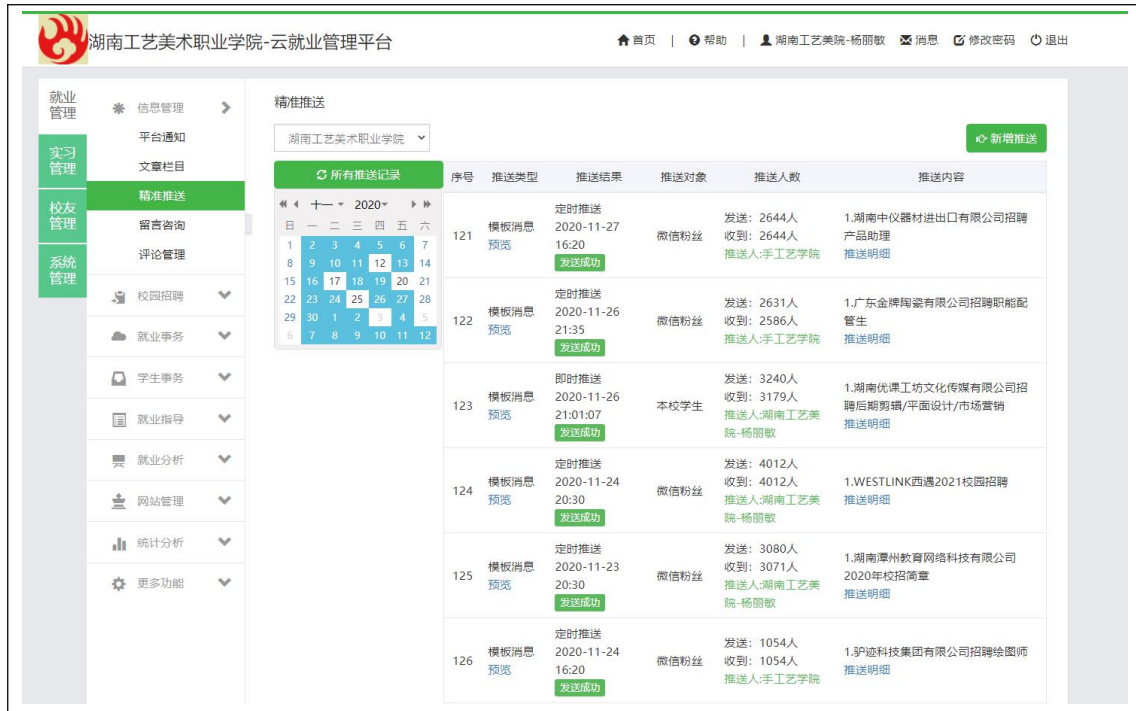 湖南工艺美术职业学院-云就业管理平台
首页 | 帮助 | 湖南工艺美院-杨丽敏 消息 修改密码 退出
就业
管理
实习
管理
校友
管理
系统
管理
信息管理
平台通知
文章栏目
精准推送
留言咨询
评论管理
校园招聘
就业事务
学生事务
就业指导
就业分析
网站管理
统计分析
更多功能
精准推送
湖南工艺美术职业学院
新增推送
所有推送记录
十一 2020
日 一 二 三 四 五 六
1 2 3 4 5 6 7
8 9 10 11 12 13 14
15 16 17 18 19 20 21
22 23 24 25 26 27 28
29 30 1 2 3 4 5
6 7 8 9 10 11 12
序号 推送类型 推送结果 推送对象 推送人数 推送内容
121
模板消息
预览
定时推送
2020-11-27
16:20
发送成功
微信粉丝
发送：2644人
收到：2644人
推送人:手工艺学院
1.湖南中仪器材进出口有限公司招聘
产品助理
推送明细
122
模板消息
预览
定时推送
2020-11-26
21:35
发送成功
微信粉丝
发送：2631人
收到：2586人
推送人:手工艺学院
1.广东金牌陶瓷有限公司招聘职能配
管生
推送明细
123
模板消息
预览
即时推送
2020-11-26
21:01:07
发送成功
本校学生
发送：3240人
收到：3179人
推送人:湖南工艺美
院-杨丽敏
1.湖南优课工坊文化传媒有限公司招
聘后期剪辑/平面设计/市场营销
推送明细
124
模板消息
预览
定时推送
2020-11-24
20:30
发送成功
微信粉丝
发送：4012人
收到：4012人
推送人:湖南工艺美
院-杨丽敏
1.WESTLINK西遇2021校园招聘
推送明细
125
模板消息
预览
定时推送
2020-11-23
20:30
发送成功
微信粉丝
发送：3080人
收到：3071人
推送人:湖南工艺美
院-杨丽敏
1.湖南潭州教育网络科技有限公司
2020年校招简章
推送明细
126
模板消息
预览
定时推送
2020-11-24
16:20
发送成功
微信粉丝
发送：1054人
收到：1054人
推送人:手工艺学院
1.驴迹科技集团有限公司招聘绘图师
推送明细